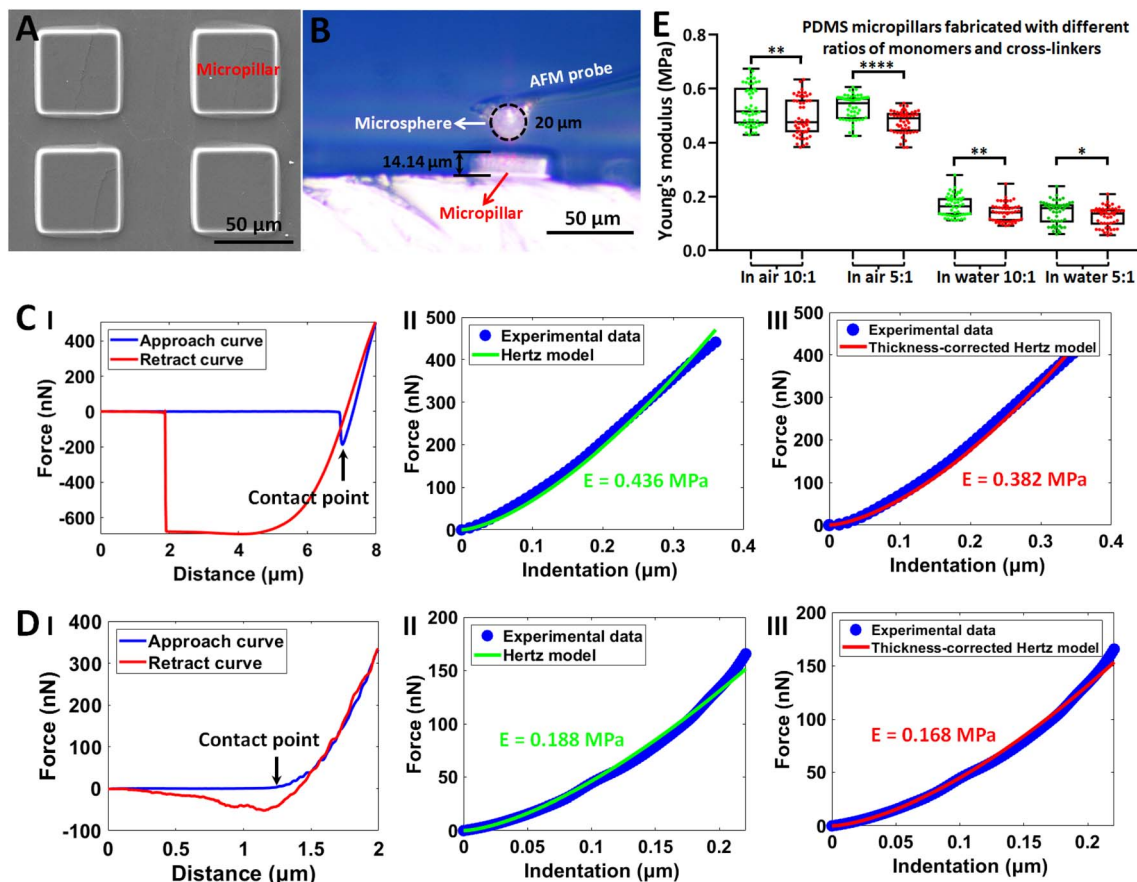 A
Micropillar
50 µm
B
AFM probe
Microsphere
20 µm
14.14 µm
Micropillar
50 µm
E
PDMS micropillars fabricated with different
ratios of monomers and cross-linkers
Young's modulus (MPa)
0.8
0.6
0.4
0.2
0.0
**
****
**
*
In air 10:1
In air 5:1
In water 10:1
In water 5:1
C
I
Approach curve
Retract curve
Contact point
Force (nN)
400
200
0
-200
-400
-600
0
2
4
6
8
Distance (µm)
II
Experimental data
Hertz model
E = 0.436 MPa
Force (nN)
500
400
300
200
100
0
0
0.1
0.2
0.3
0.4
Indentation (µm)
III
Experimental data
Thickness-corrected Hertz model
E = 0.382 MPa
Force (nN)
500
400
300
200
100
0
0
0.1
0.2
0.3
0.4
Indentation (µm)
D
I
Approach curve
Retract curve
Contact point
Force (nN)
400
300
200
100
0
-100
0
0.5
1
1.5
2
Distance (µm)
II
Experimental data
Hertz model
E = 0.188 MPa
Force (nN)
200
150
100
50
0
0
0.05
0.1
0.15
0.2
Indentation (µm)
III
Experimental data
Thickness-corrected Hertz model
E = 0.168 MPa
Force (nN)
200
150
100
50
0
0
0.05
0.1
0.15
0.2
Indentation (µm)